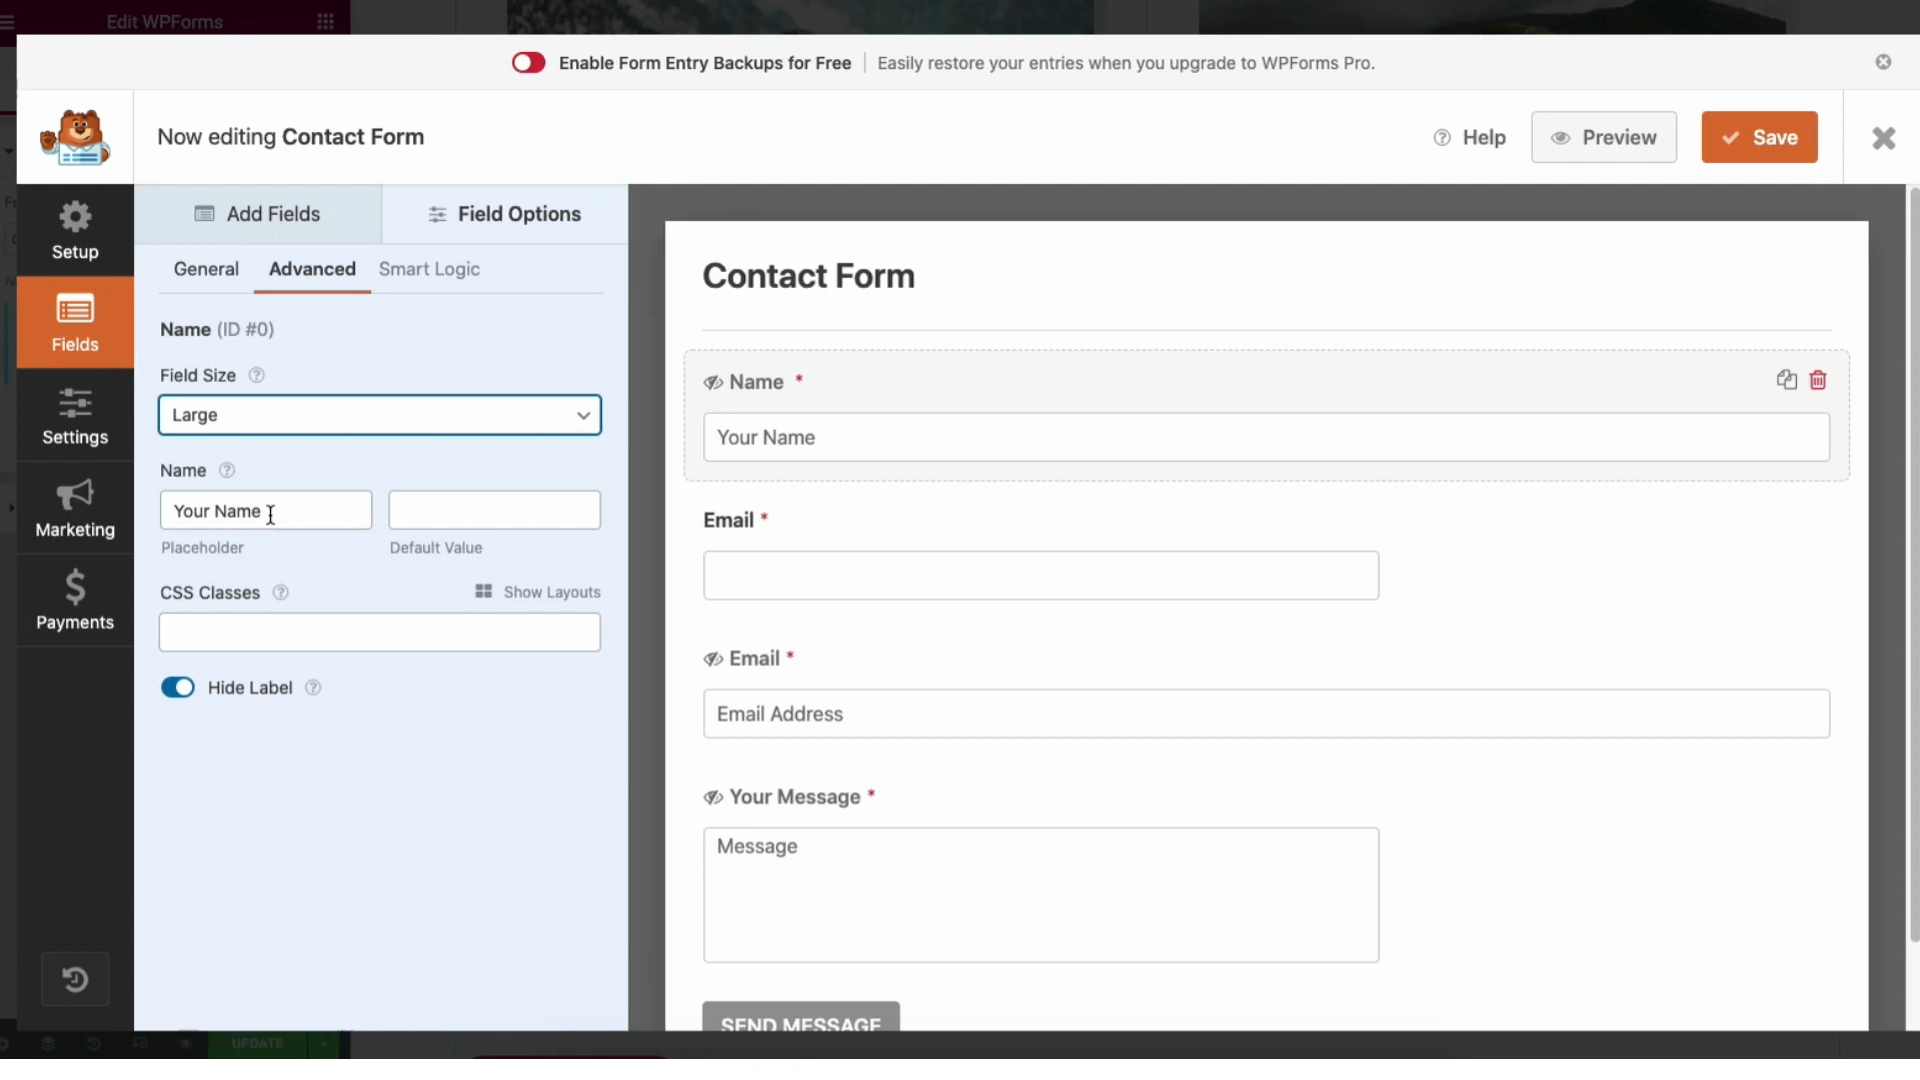 Edit WPForms
Enable Form Entry Backups for Free
Easily restore your entries when you upgrade to WPForms Pro.
Now editing Contact Form
Help
Preview
Save
Setup
Fields
Settings
Marketing
Payments
Add Fields
Field Options
General
Advanced
Smart Logic
Name (ID #0)
Field Size
Large
Name
Your Name
Placeholder
Default Value
CSS Classes
Show Layouts
Hide Label
Contact Form
Name *
Your Name
Email *
Email *
Email Address
Your Message *
Message
SEND MESSAGE
UPDATE